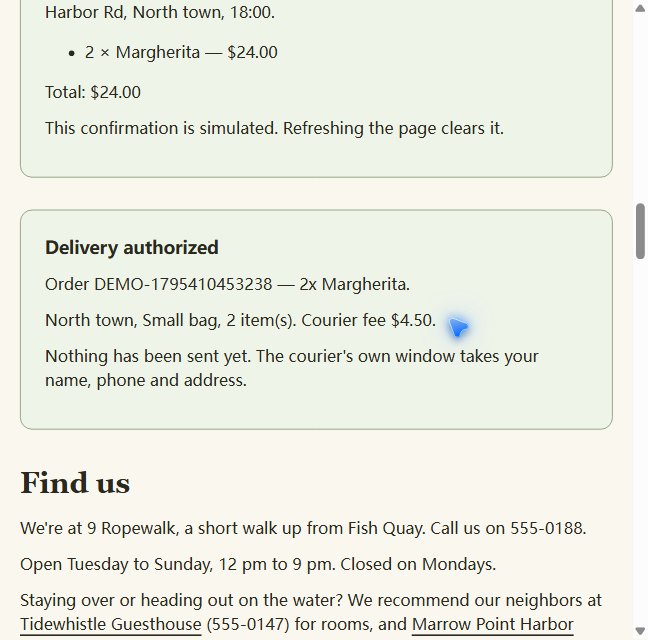 Harbor Rd, North town, 18:00.
• 2 × Margherita — $24.00
Total: $24.00
This confirmation is simulated. Refreshing the page clears it.
Delivery authorized
Order DEMO-1795410453238 — 2x Margherita.
North town, Small bag, 2 item(s). Courier fee $4.50.
Nothing has been sent yet. The courier's own window takes your
name, phone and address.
Find us
We're at 9 Ropewalk, a short walk up from Fish Quay. Call us on 555-0188.
Open Tuesday to Sunday, 12 pm to 9 pm. Closed on Mondays.
Staying over or heading out on the water? We recommend our neighbors at
Tidewhistle Guesthouse (555-0147) for rooms, and Marrow Point Harbor